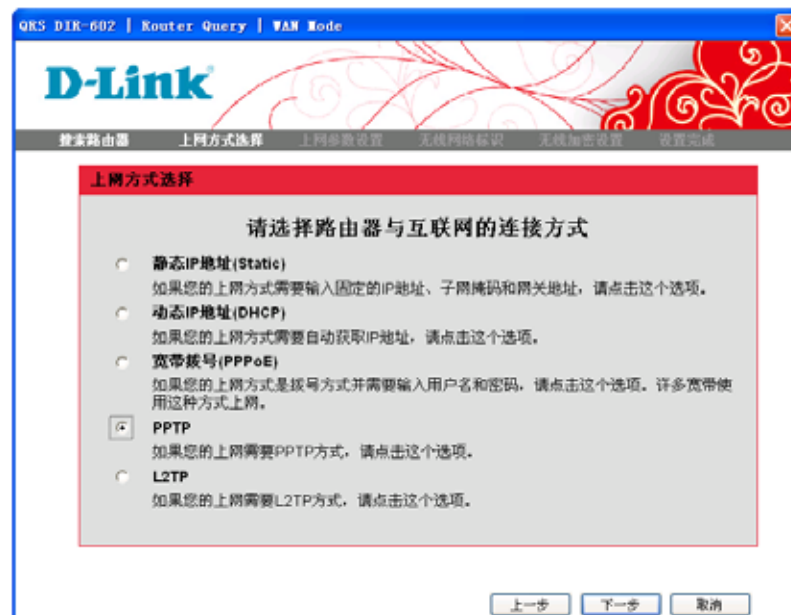 QRS DIR-602 | Router Query | WAN Mode
D-Link
搜索路由器 上网方式选择 上网参数设置 无线网络标识 无线加密设置 设置完成
上网方式选择
请选择路由器与互联网的连接方式
静态IP地址(Static)
如果您的上网方式需要输入固定的IP地址、子网掩码和网关地址，请点击这个选项。
动态IP地址(DHCP)
如果您的上网方式需要自动获取IP地址，请点击这个选项。
宽带拨号(PPPoE)
如果您的上网方式是拨号方式并需要输入用户名和密码，请点击这个选项。许多宽带使
用这种方式上网。
PPTP
如果您的上网需要PPTP方式，请点击这个选项。
L2TP
如果您的上网需要L2TP方式，请点击这个选项。
上一步 下一步 取消